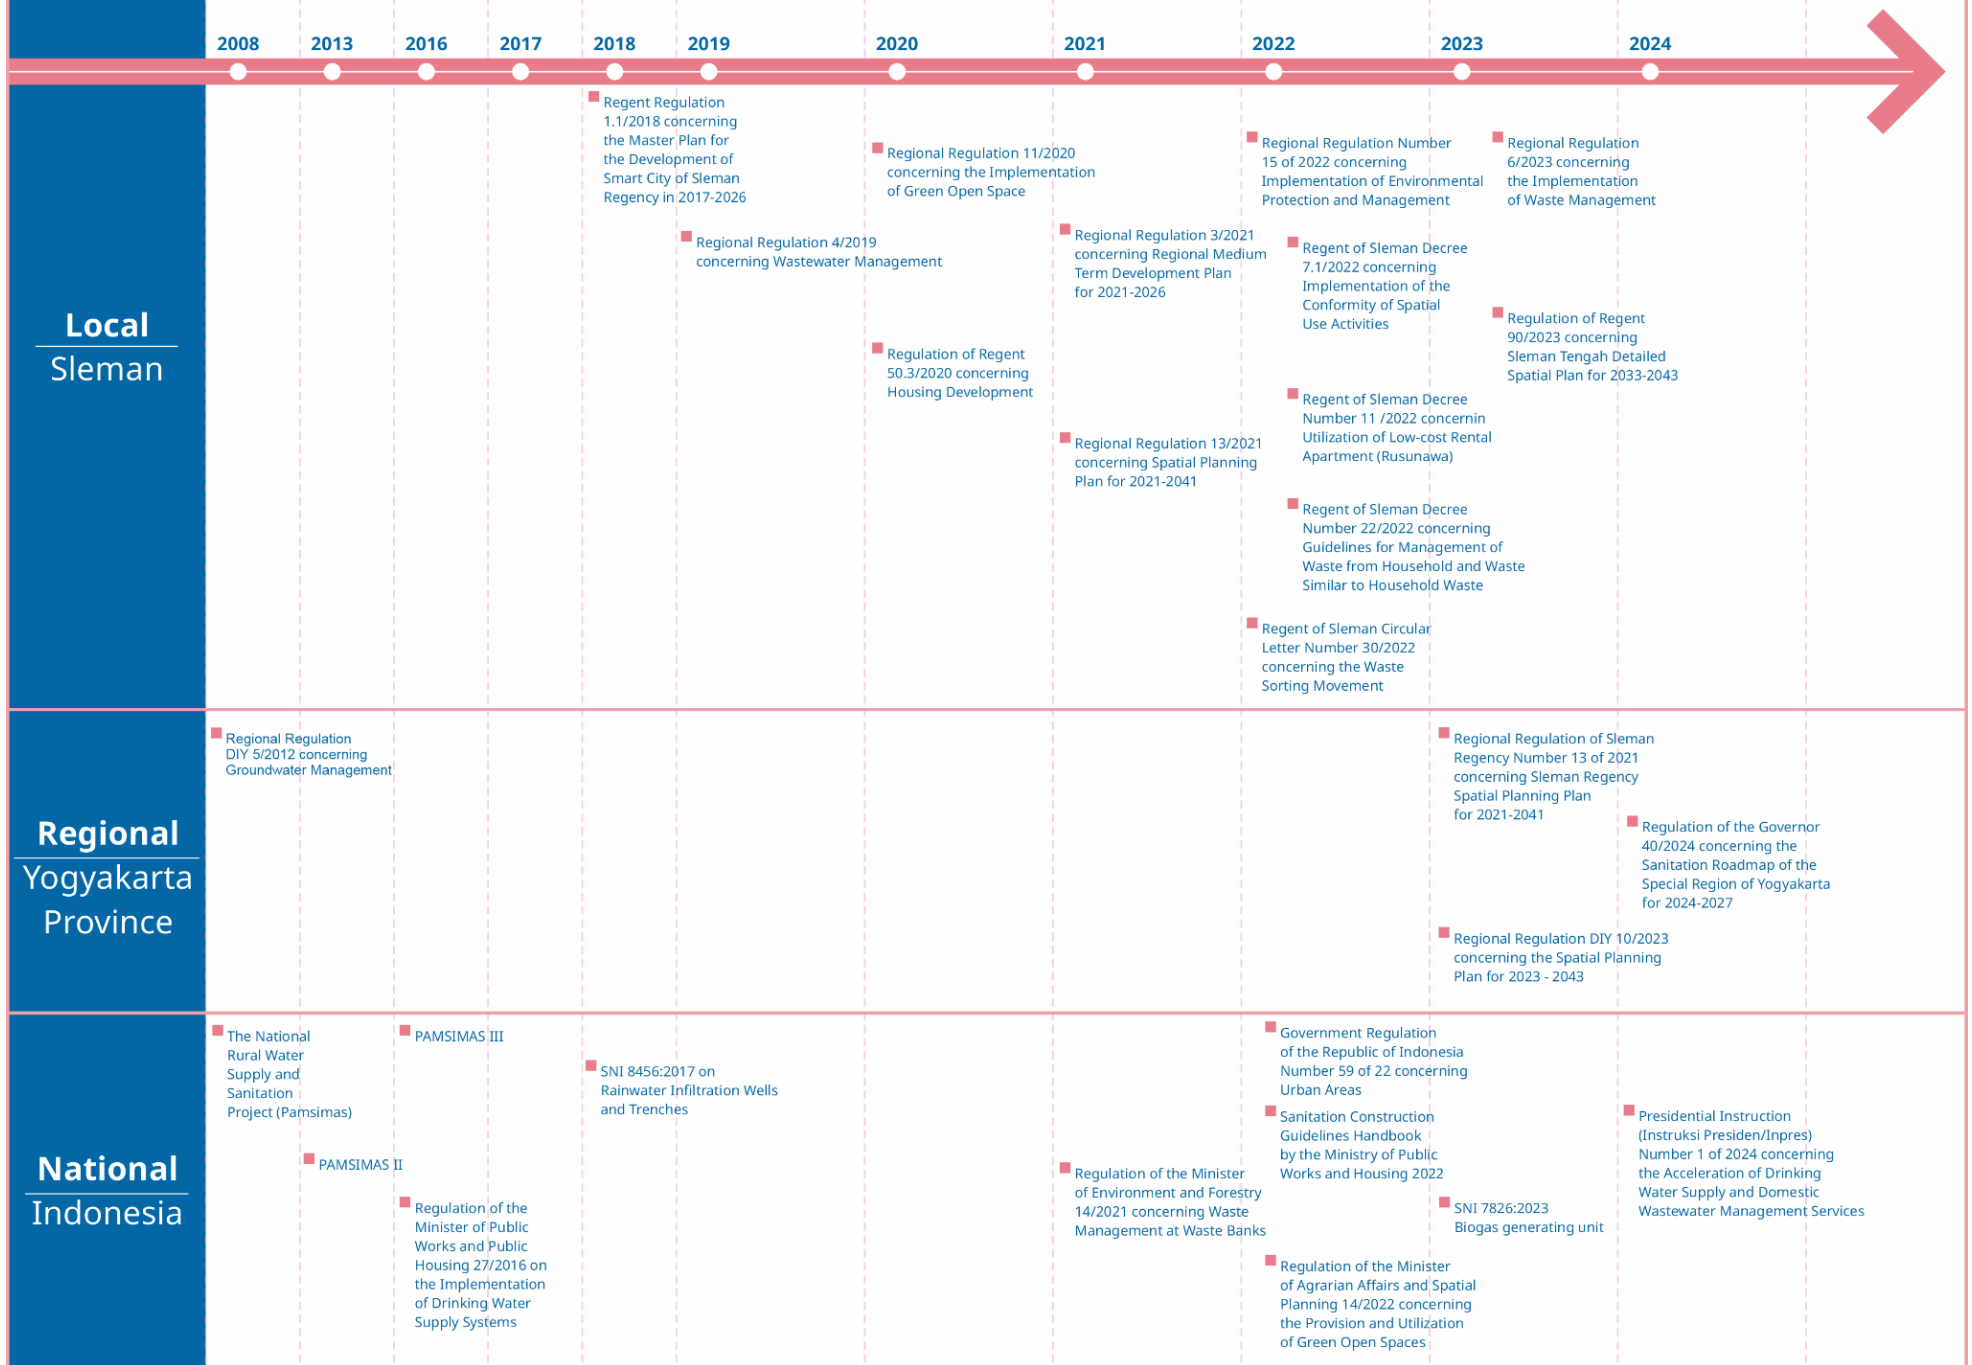 2008
2013
2016
2017
2018
2019
2020
2021
2022
2023
2024
Local
Sleman
Regent Regulation
1.1/2018 concerning
the Master Plan for
the Development of
Smart City of Sleman
Regency in 2017-2026
Regional Regulation 4/2019
concerning Wastewater Management
Regional Regulation 11/2020
concerning the Implementation
of Green Open Space
Regulation of Regent
50.3/2020 concerning
Housing Development
Regional Regulation 3/2021
concerning Regional Medium
Term Development Plan
for 2021-2026
Regional Regulation 13/2021
concerning Spatial Planning
Plan for 2021-2041
Regional Regulation Number
15 of 2022 concerning
Implementation of Environmental
Protection and Management
Regent of Sleman Decree
7.1/2022 concerning
Implementation of the
Conformity of Spatial
Use Activities
Regent of Sleman Decree
Number 11 /2022 concernin
Utilization of Low-cost Rental
Apartment (Rusunawa)
Regent of Sleman Decree
Number 22/2022 concerning
Guidelines for Management of
Waste from Household and Waste
Similar to Household Waste
Regent of Sleman Circular
Letter Number 30/2022
concerning the Waste
Sorting Movement
Regional Regulation
6/2023 concerning
the Implementation
of Waste Management
Regulation of Regent
90/2023 concerning
Sleman Tengah Detailed
Spatial Plan for 2033-2043
Regional
Yogyakarta
Province
Regional Regulation
DIY 5/2012 concerning
Groundwater Management
Regional Regulation of Sleman
Regency Number 13 of 2021
concerning Sleman Regency
Spatial Planning Plan
for 2021-2041
Regional Regulation DIY 10/2023
concerning the Spatial Planning
Plan for 2023 - 2043
Regulation of the Governor
40/2024 concerning the
Sanitation Roadmap of the
Special Region of Yogyakarta
for 2024-2027
National
Indonesia
The National
Rural Water
Supply and
Sanitation
Project (Pamsimas)
PAMSIMAS II
PAMSIMAS III
Regulation of the
Minister of Public
Works and Public
Housing 27/2016 on
the Implementation
of Drinking Water
Supply Systems
SNI 8456:2017 on
Rainwater Infiltration Wells
and Trenches
Regulation of the Minister
of Environment and Forestry
14/2021 concerning Waste
Management at Waste Banks
Government Regulation
of the Republic of Indonesia
Number 59 of 22 concerning
Urban Areas
Sanitation Construction
Guidelines Handbook
by the Ministry of Public
Works and Housing 2022
Regulation of the Minister
of Agrarian Affairs and Spatial
Planning 14/2022 concerning
the Provision and Utilization
of Green Open Spaces
SNI 7826:2023
Biogas generating unit
Presidential Instruction
(Instruksi Presiden/Inpres)
Number 1 of 2024 concerning
the Acceleration of Drinking
Water Supply and Domestic
Wastewater Management Services